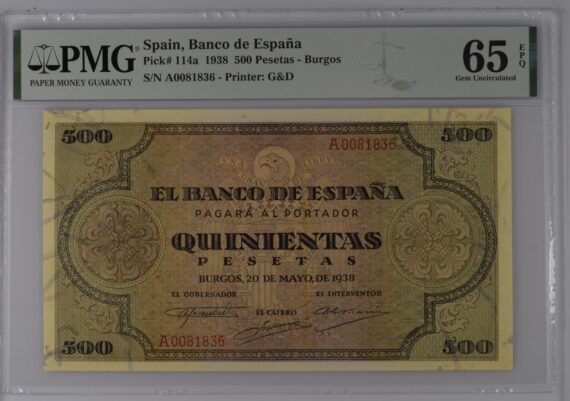 PMG
PAPER MONEY GUARANTY
Spain, Banco de España
Pick# 114a 1938 500 Pesetas - Burgos
S/N A0081836 - Printer: G&D
65 EPQ
Gem Uncirculated
500 500
A0081836
EL BANCO DE ESPAÑA
PAGARÁ AL PORTADOR
QUINIENTAS
PESETAS
BURGOS, 20 DE MAYO, DE 1938
EL GOBERNADOR EL INTERVENTOR
EL CAJERO
A0081836
500 500